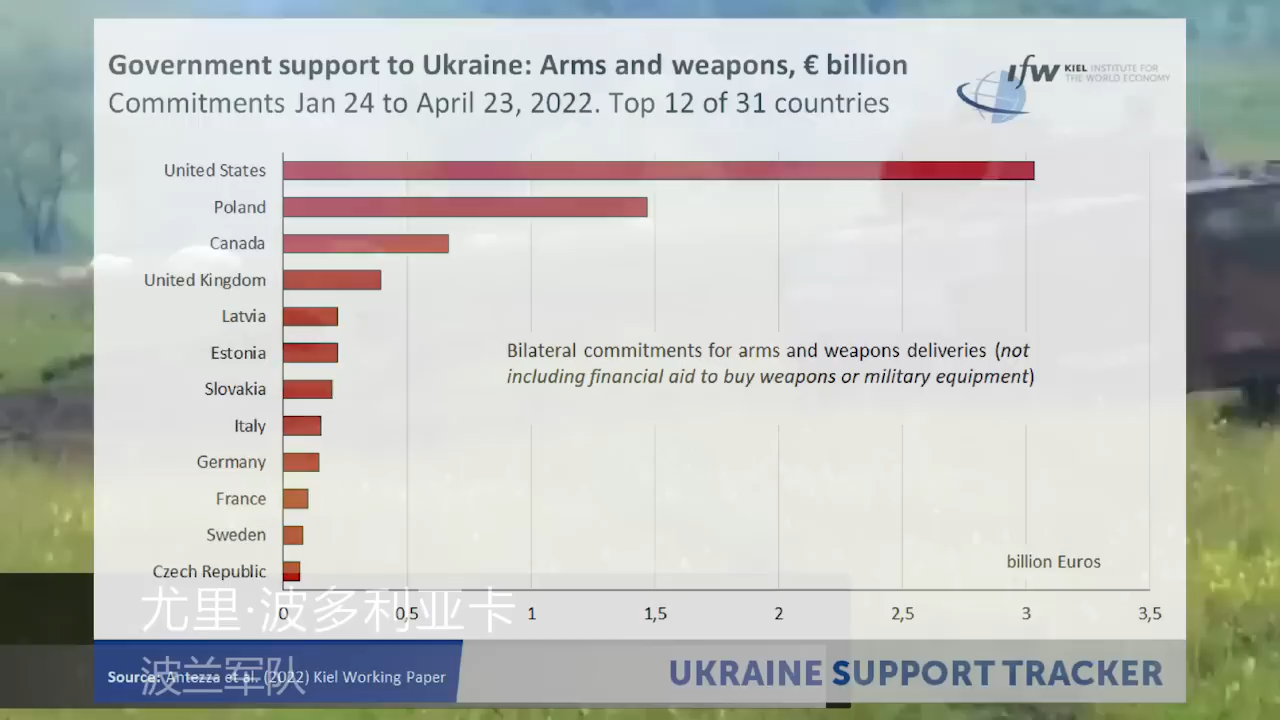 Government support to Ukraine: Arms and weapons, € billion
Commitments Jan 24 to April 23, 2022. Top 12 of 31 countries
ifw KIEL INSTITUTE FOR
THE WORLD ECONOMY
United States
Poland
Canada
United Kingdom
Latvia
Estonia
Slovakia
Italy
Germany
France
Sweden
Czech Republic
Bilateral commitments for arms and weapons deliveries (not
including financial aid to buy weapons or military equipment)
billion Euros
0 0,5 1 1,5 2 2,5 3 3,5
尤里·波多利亚卡
波兰军队
Source: Antezza et al. (2022) Kiel Working Paper
UKRAINE SUPPORT TRACKER